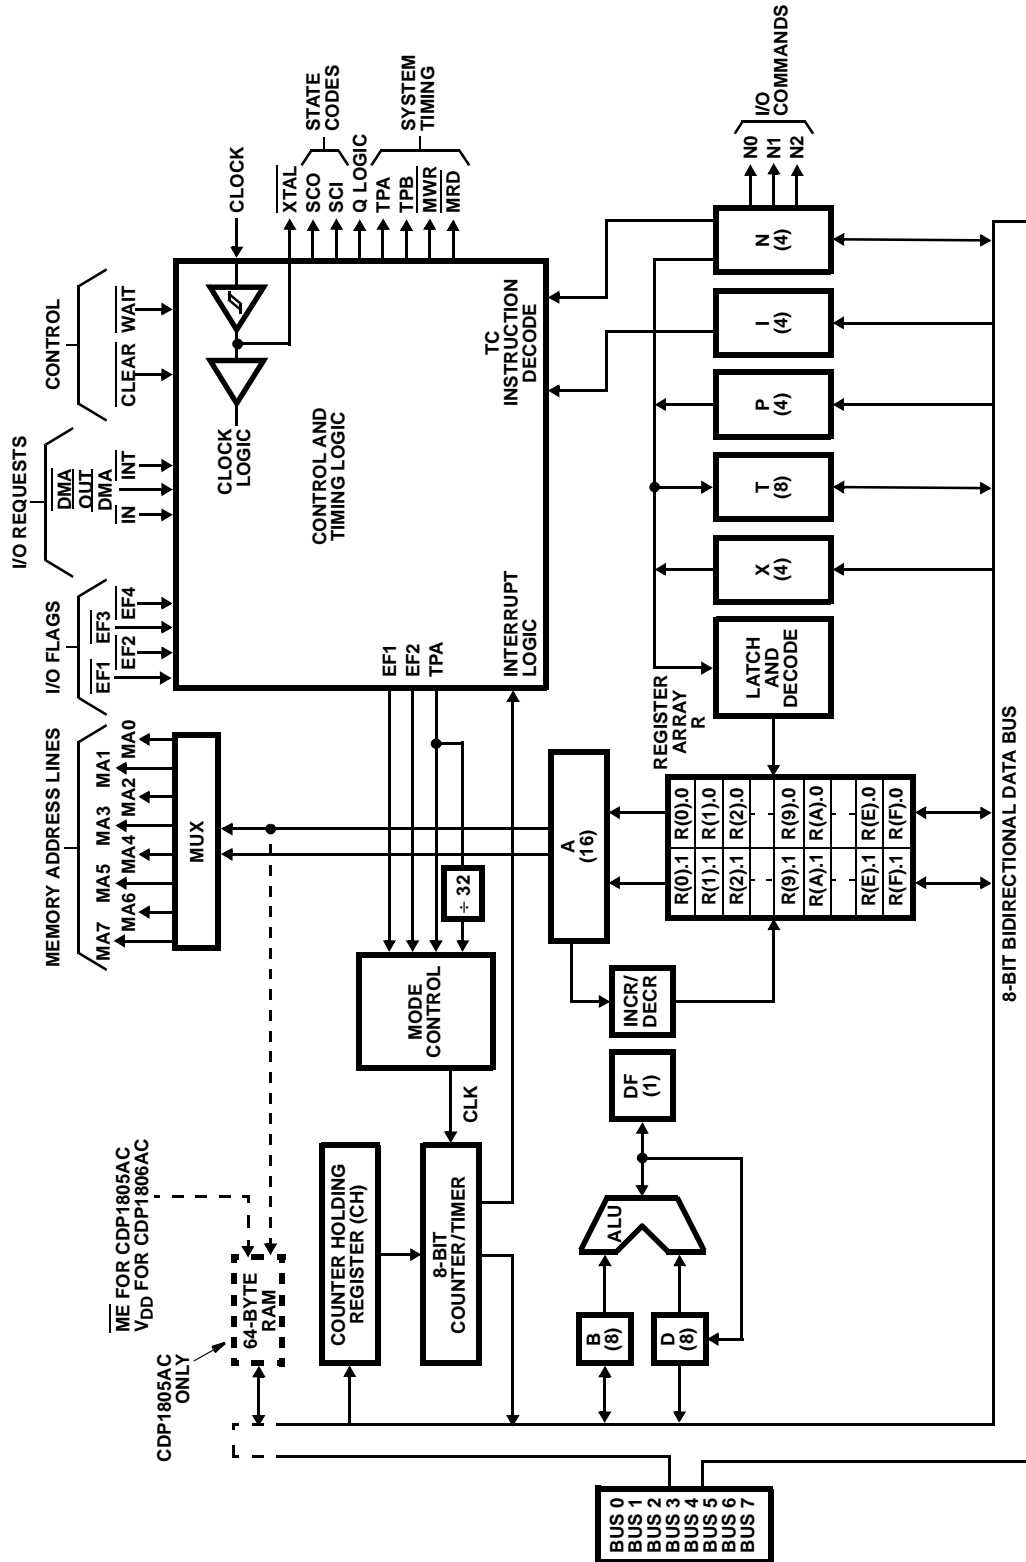 MEMORY ADDRESS LINES
MA7
MA6
MA5
MA4
MA3
MA2
MA1
MA0
MUX
I/O FLAGS
EF1
EF2
EF3
EF4
I/O REQUESTS
DMA
IN
DMA
OUT
INT
CONTROL
CLEAR
WAIT
CLOCK
XTAL
SCO
SCI
STATE
CODES
Q LOGIC
TPA
TPB
MWR
MRD
SYSTEM
TIMING
CLOCK
LOGIC
CONTROL AND
TIMING LOGIC
EF1
EF2
TPA
INTERRUPT
LOGIC
TC
INSTRUCTION
DECODE
ME FOR CDP1805AC
VDD FOR CDP1806AC
CDP1805AC
ONLY
64-BYTE
RAM
COUNTER HOLDING
REGISTER (CH)
8-BIT
COUNTER/TIMER
CLK
MODE
CONTROL
÷ 32
A
(16)
INCR/
DECR
DF
(1)
ALU
B
(8)
D
(8)
REGISTER
ARRAY
R
R(0).1 R(0).0
R(1).1 R(1).0
R(2).1 R(2).0
R(9).1 R(9).0
R(A).1 R(A).0
R(E).1 R(E).0
R(F).1 R(F).0
LATCH
AND
DECODE
X
(4)
T
(8)
P
(4)
I
(4)
N
(4)
N0
N1
N2
I/O
COMMANDS
8-BIT BIDIRECTIONAL DATA BUS
BUS 0
BUS 1
BUS 2
BUS 3
BUS 4
BUS 5
BUS 6
BUS 7